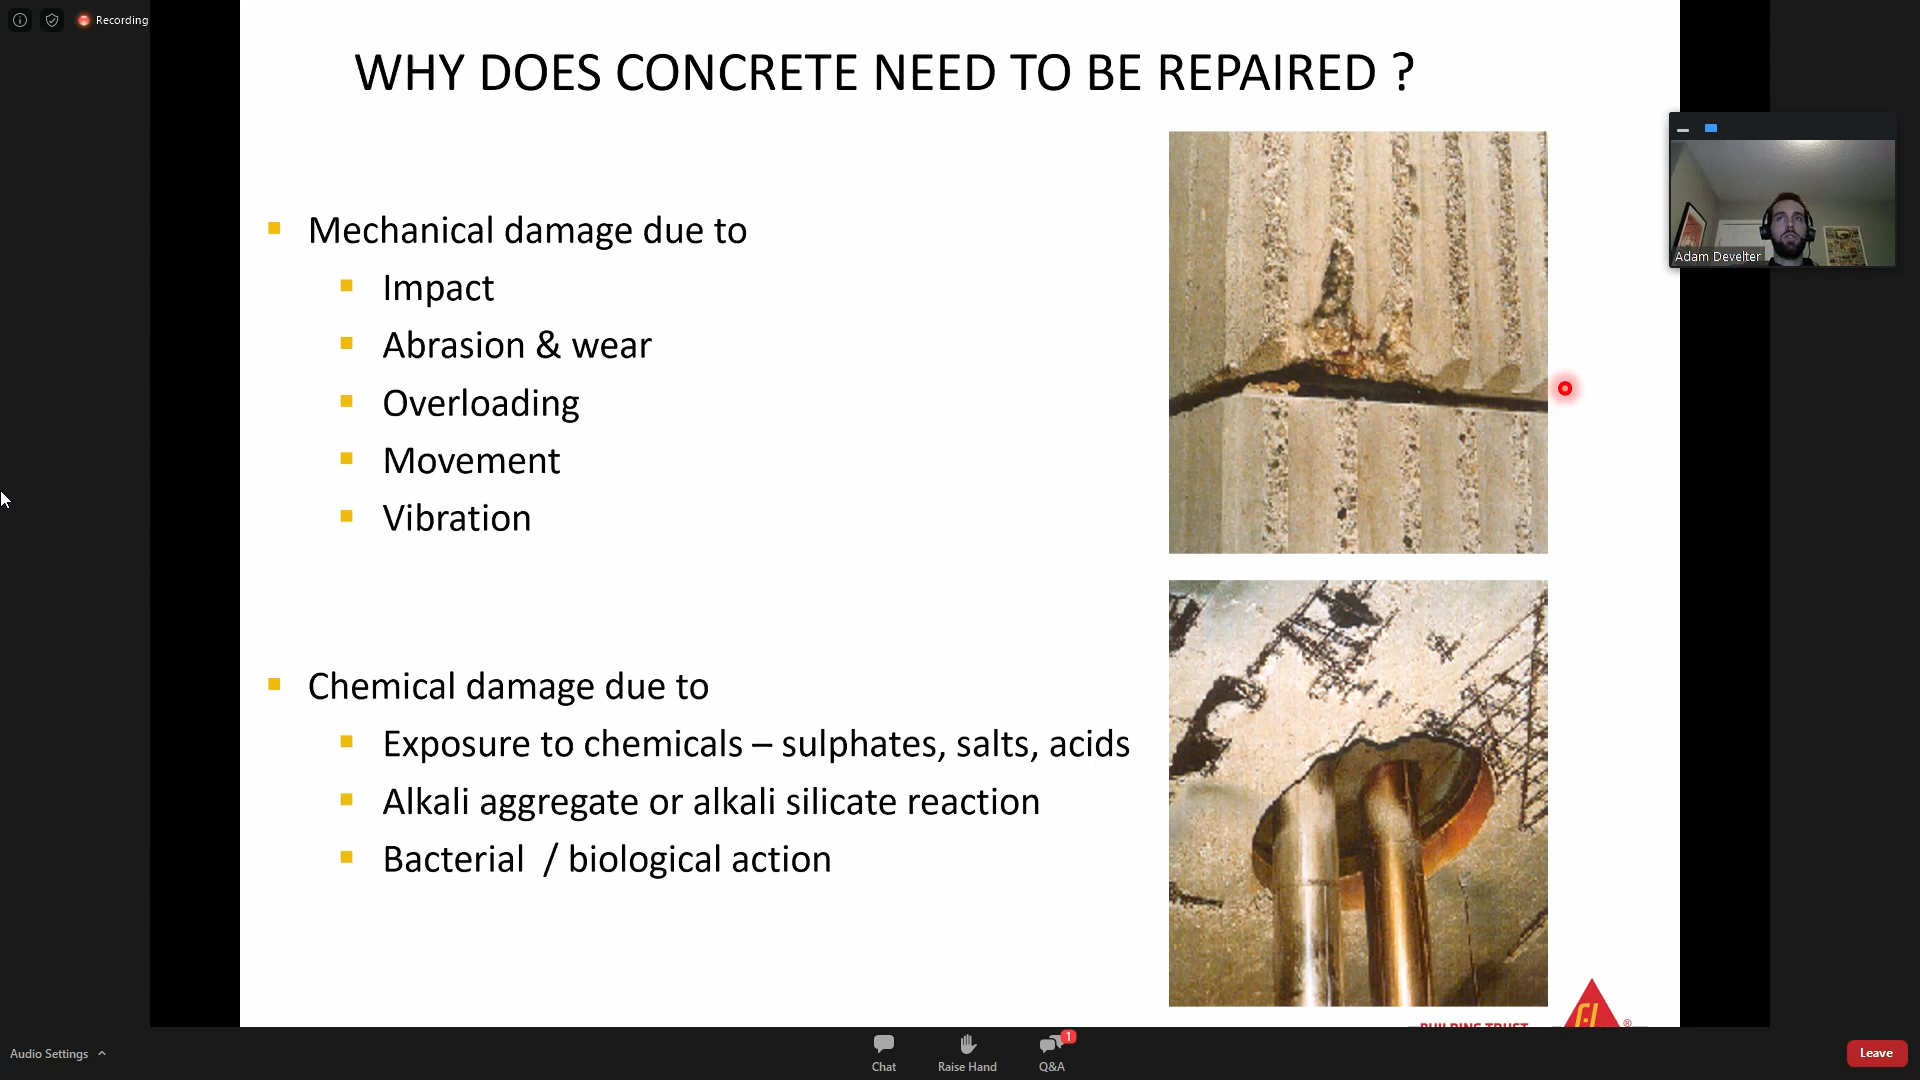 Recording
WHY DOES CONCRETE NEED TO BE REPAIRED ?
Mechanical damage due to
Impact
Abrasion & wear
Overloading
Movement
Vibration
Adam Develter
Chemical damage due to
Exposure to chemicals – sulphates, salts, acids
Alkali aggregate or alkali silicate reaction
Bacterial / biological action
BUILDING TRUST
®
Audio Settings
Chat
Raise Hand
1
Q&A
Leave